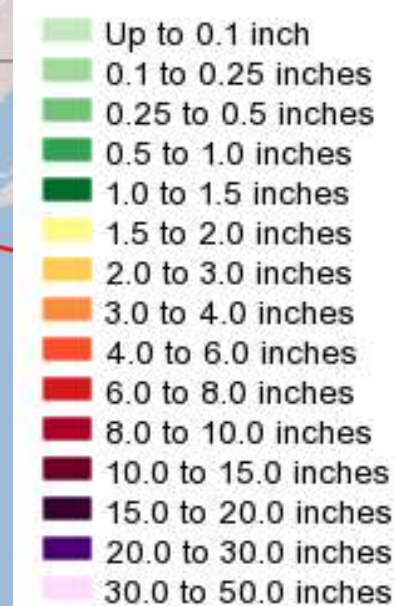 Up to 0.1 inch
0.1 to 0.25 inches
0.25 to 0.5 inches
0.5 to 1.0 inches
1.0 to 1.5 inches
1.5 to 2.0 inches
2.0 to 3.0 inches
3.0 to 4.0 inches
4.0 to 6.0 inches
6.0 to 8.0 inches
8.0 to 10.0 inches
10.0 to 15.0 inches
15.0 to 20.0 inches
20.0 to 30.0 inches
30.0 to 50.0 inches